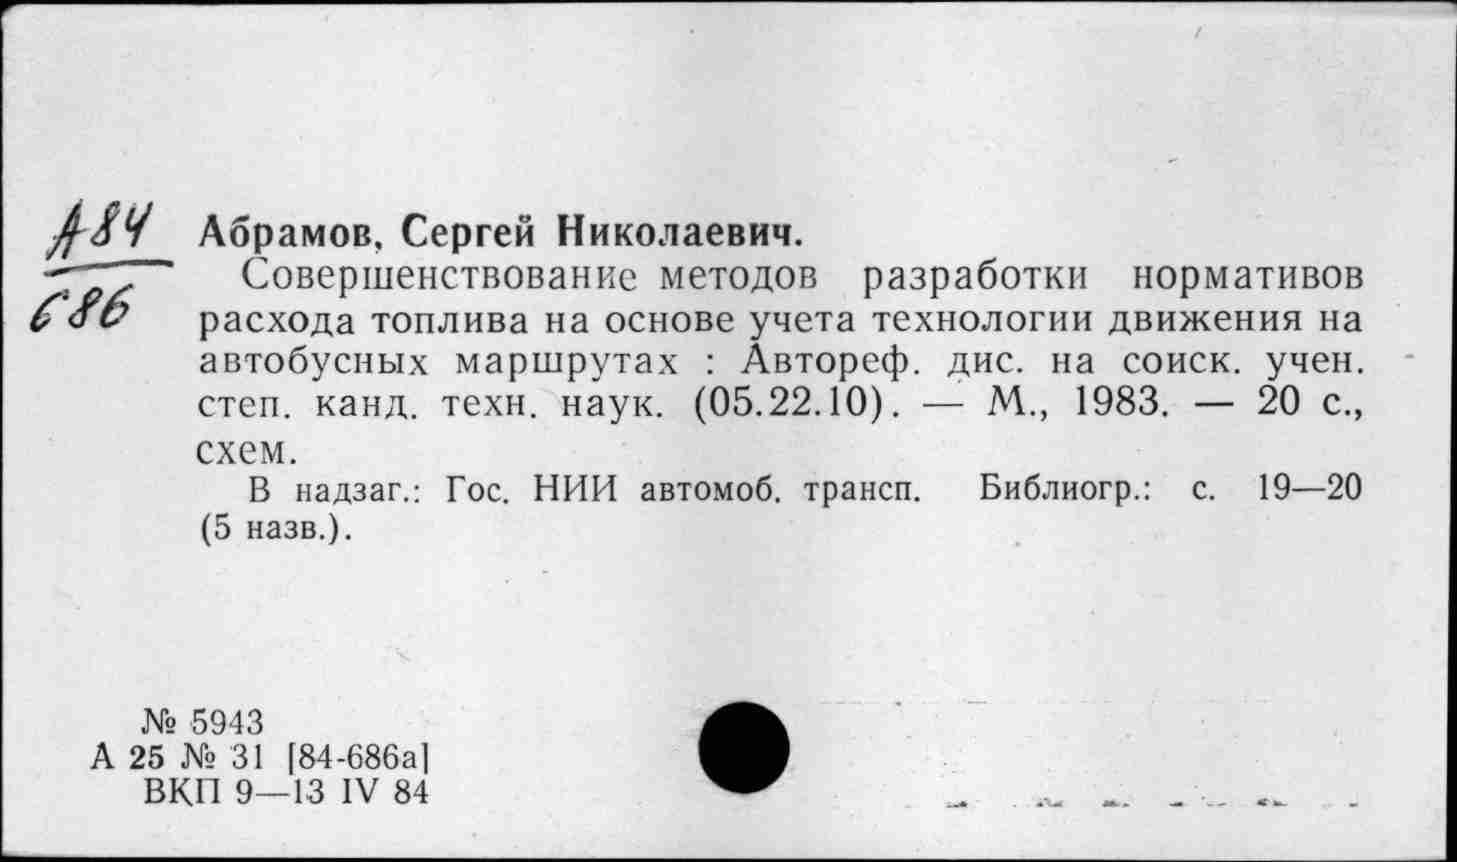 А84
686
Абрамов, Сергей Николаевич.
Совершенствование методов разработки нормативов
расхода топлива на основе учета технологии движения на
автобусных маршрутах : Автореф. дис. на соиск. учен.
степ. канд. техн. наук. (05.22.10). — М., 1983. — 20 с.,
схем.
В надзаг.: Гос. НИИ автомоб. трансп. Библиогр.: с. 19—20
(5 назв.).
№ 5943
А 25 № 31 [84-686а]
ВКП 9—13 IV 84